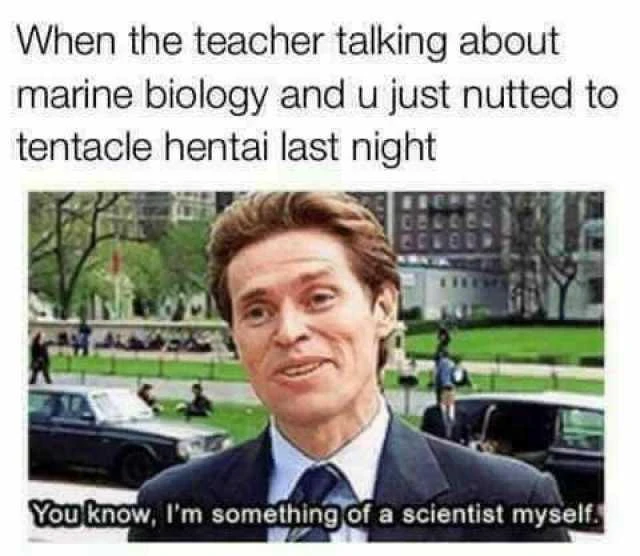 When the teacher talking about
marine biology and u just nutted to
tentacle hentai last night
You know, I'm something of a scientist myself.